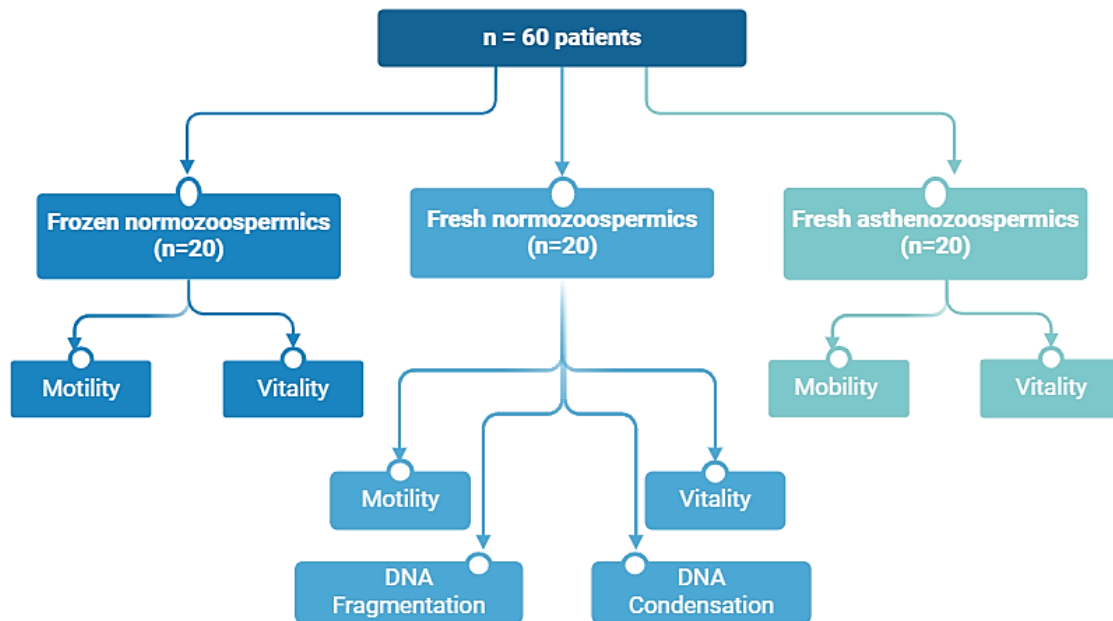 n = 60 patients
Frozen normozoospermics
(n=20)
Fresh normozoospermics
(n=20)
Fresh asthenozoospermics
(n=20)
Motility
Vitality
Mobility
Vitality
Motility
Vitality
DNA
Fragmentation
DNA
Condensation